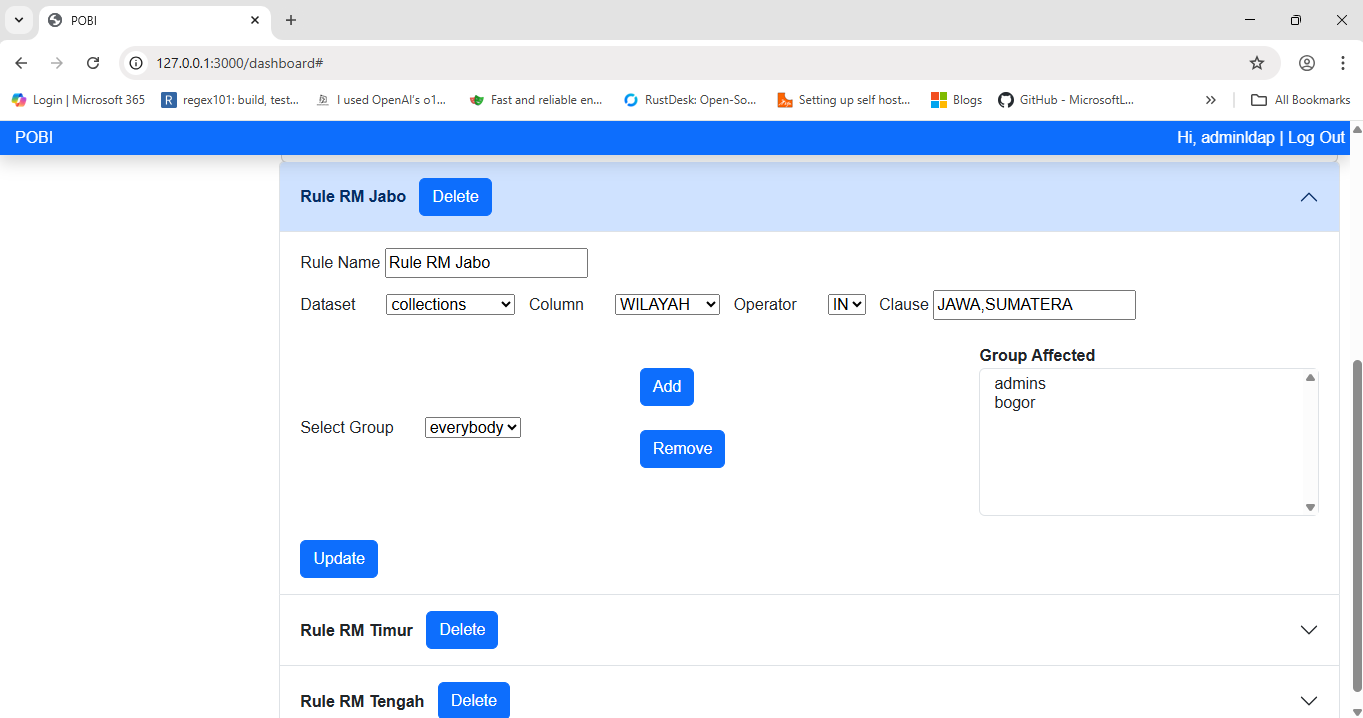 POBI
127.0.0.1:3000/dashboard#
Login | Microsoft 365
regex101: build, test...
I used OpenAI's o1...
Fast and reliable en...
RustDesk: Open-So...
Setting up self host...
Blogs
GitHub - MicrosoftL...
»
All Bookmarks
POBI
Hi, adminldap | Log Out
Rule RM Jabo Delete
Rule Name Rule RM Jabo
Dataset collections Column WILAYAH Operator IN Clause JAWA,SUMATERA
Group Affected
admins
bogor
Add
Select Group everybody
Remove
Update
Rule RM Timur Delete
Rule RM Tengah Delete